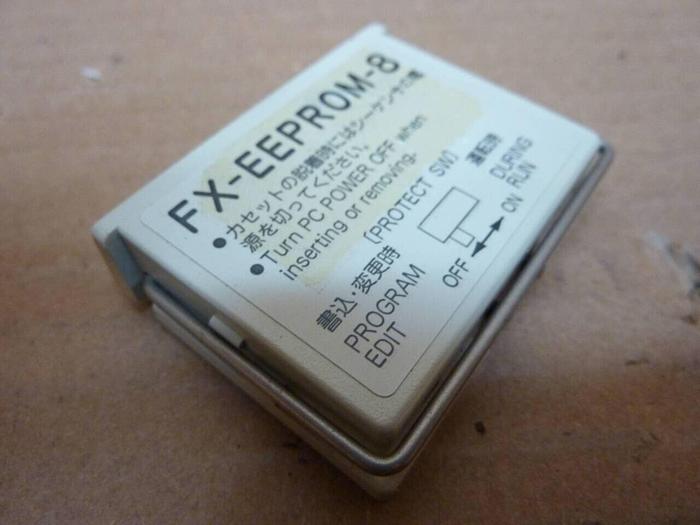 FX-EEPROM-8
●カセットの脱着時にはシーケンサの電
源を切ってください。
●Turn PC POWER OFF when
inserting or removing.
[PROTECT SW]
書込・変更時
PROGRAM
EDIT
OFF
ON
運転時
DURING
RUN